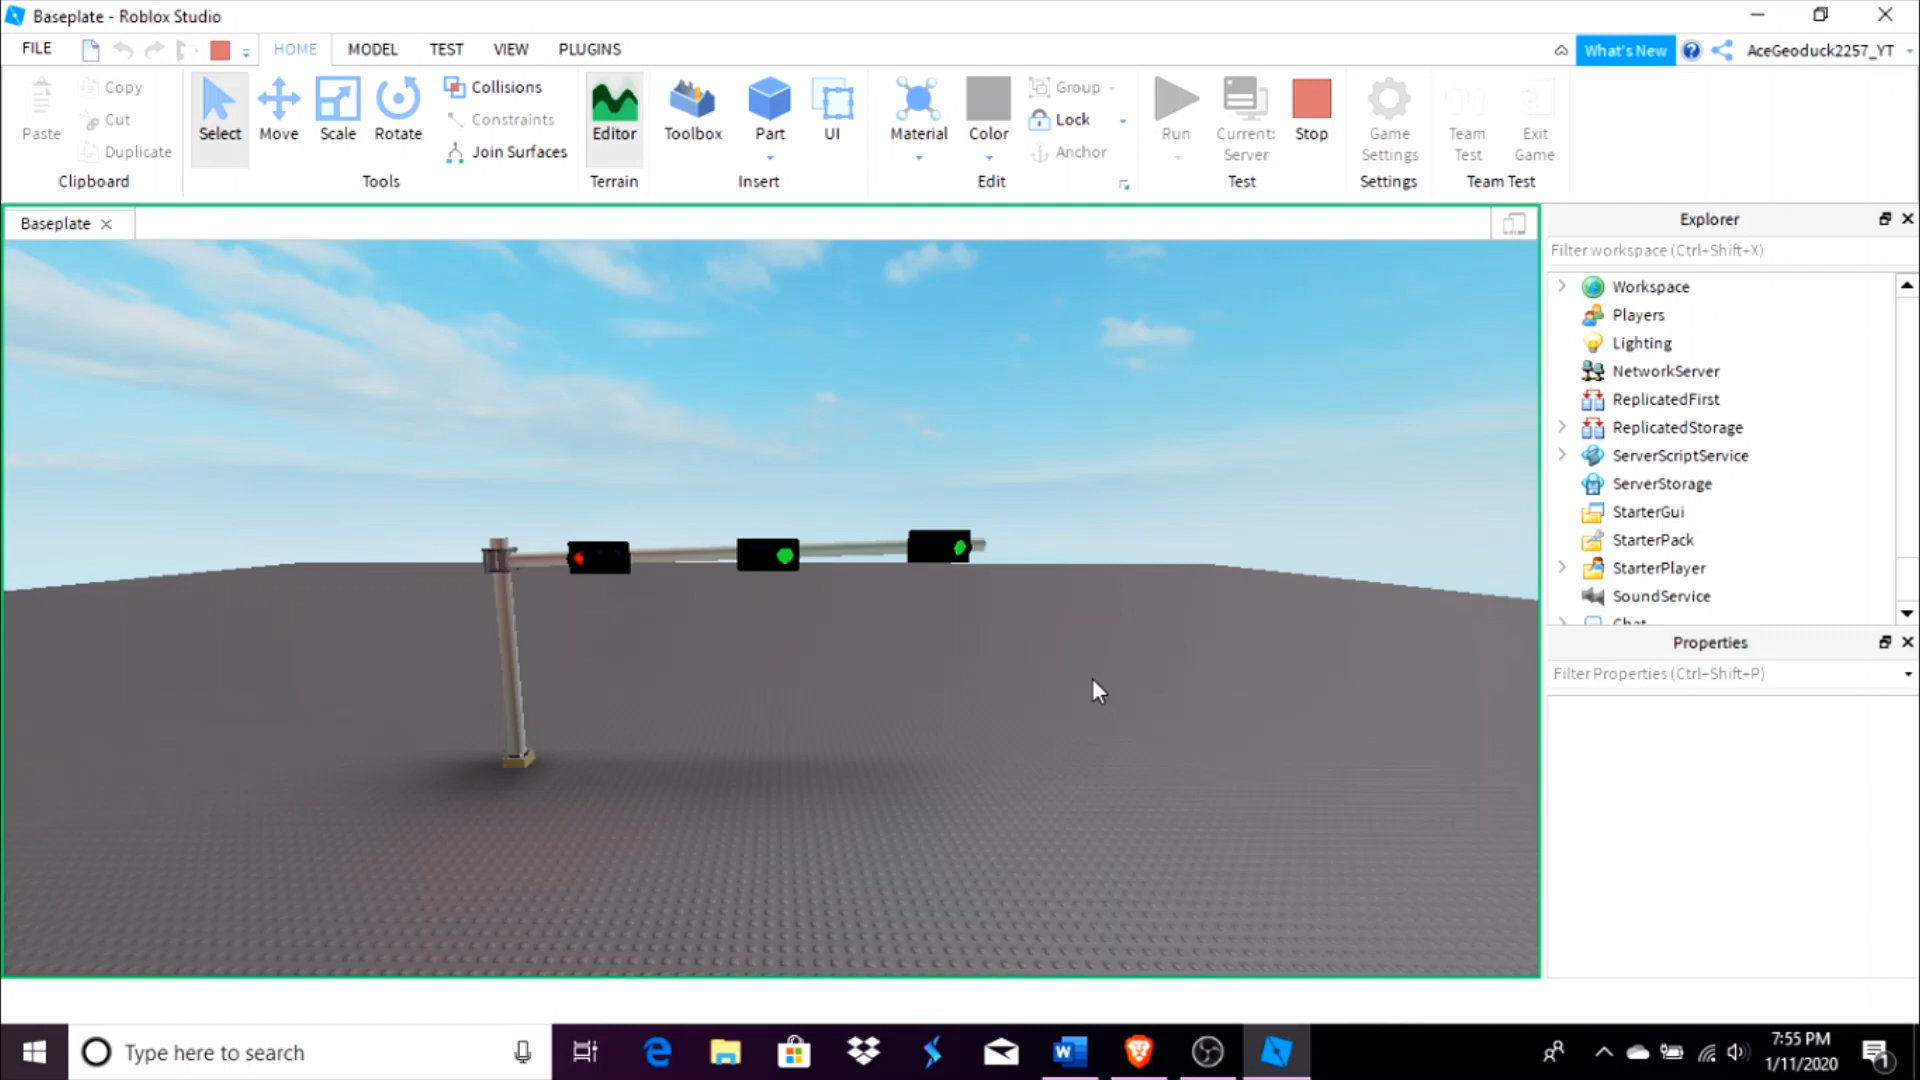 Baseplate - Roblox Studio
FILE HOME MODEL TEST VIEW PLUGINS What's New AceGeoduck2257_YT
Paste Copy Cut Duplicate
Clipboard
Select Move Scale Rotate
Collisions
Constraints
Join Surfaces
Tools
Editor
Terrain
Toolbox Part UI
Insert
Material Color
Group
Lock
Anchor
Edit
Run Current: Server Stop
Test
Game Settings
Settings
Team Test Exit Game
Team Test
Baseplate
Explorer
Filter workspace (Ctrl+Shift+X)
Workspace
Players
Lighting
NetworkServer
ReplicatedFirst
ReplicatedStorage
ServerScriptService
ServerStorage
StarterGui
StarterPack
StarterPlayer
SoundService
Chat
Properties
Filter Properties (Ctrl+Shift+P)
Type here to search
7:55 PM
1/11/2020
1